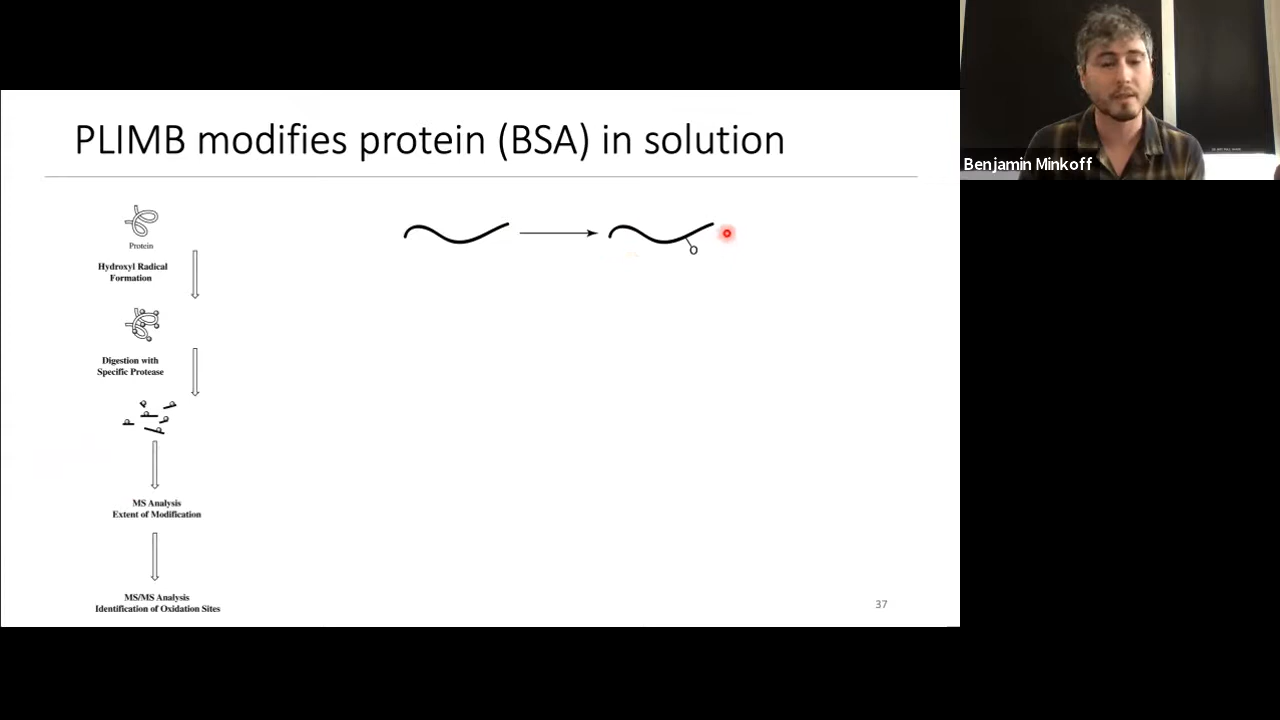 PLIMB modifies protein (BSA) in solution
Benjamin Minkoff
Protein
Hydroxyl Radical
Formation
Digestion with
Specific Protease
MS Analysis
Extent of Modification
MS/MS Analysis
Identification of Oxidation Sites
O
37